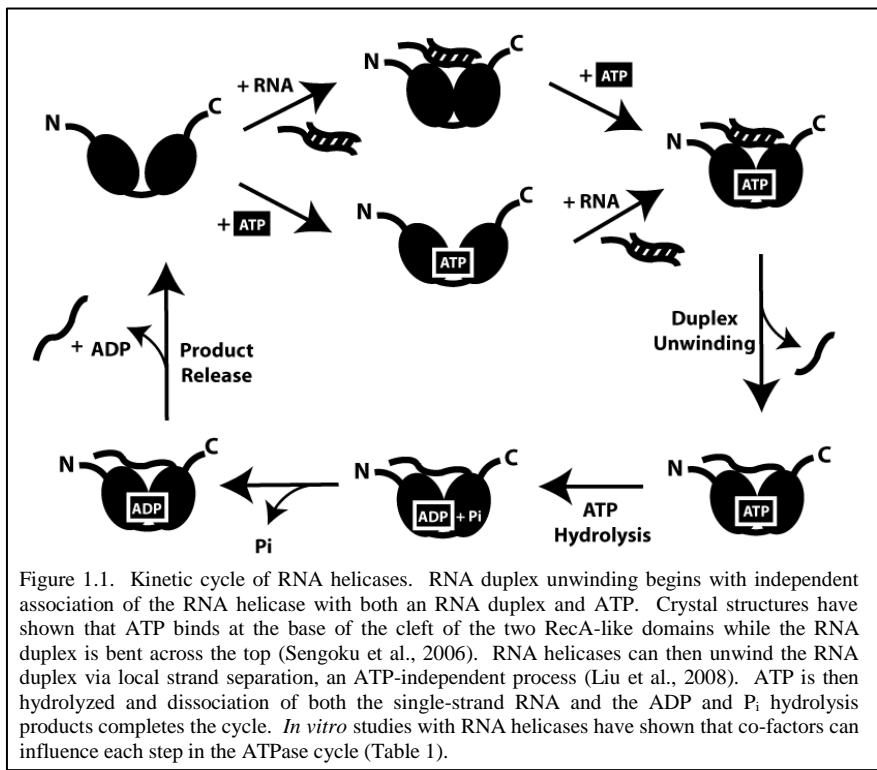 N
C
+ RNA
N
C
+ ATP
N
C
ATP
+ ATP
N
C
ATP
+ RNA
Duplex
Unwinding
+ ADP
Product
Release
N
C
ADP
Pi
N
C
ADP + Pi
ATP
Hydrolysis
N
C
ATP
Figure 1.1. Kinetic cycle of RNA helicases. RNA duplex unwinding begins with independent
association of the RNA helicase with both an RNA duplex and ATP. Crystal structures have
shown that ATP binds at the base of the cleft of the two RecA-like domains while the RNA
duplex is bent across the top (Sengoku et al., 2006). RNA helicases can then unwind the RNA
duplex via local strand separation, an ATP-independent process (Liu et al., 2008). ATP is then
hydrolyzed and dissociation of both the single-strand RNA and the ADP and Pi hydrolysis
products completes the cycle. In vitro studies with RNA helicases have shown that co-factors can
influence each step in the ATPase cycle (Table 1).